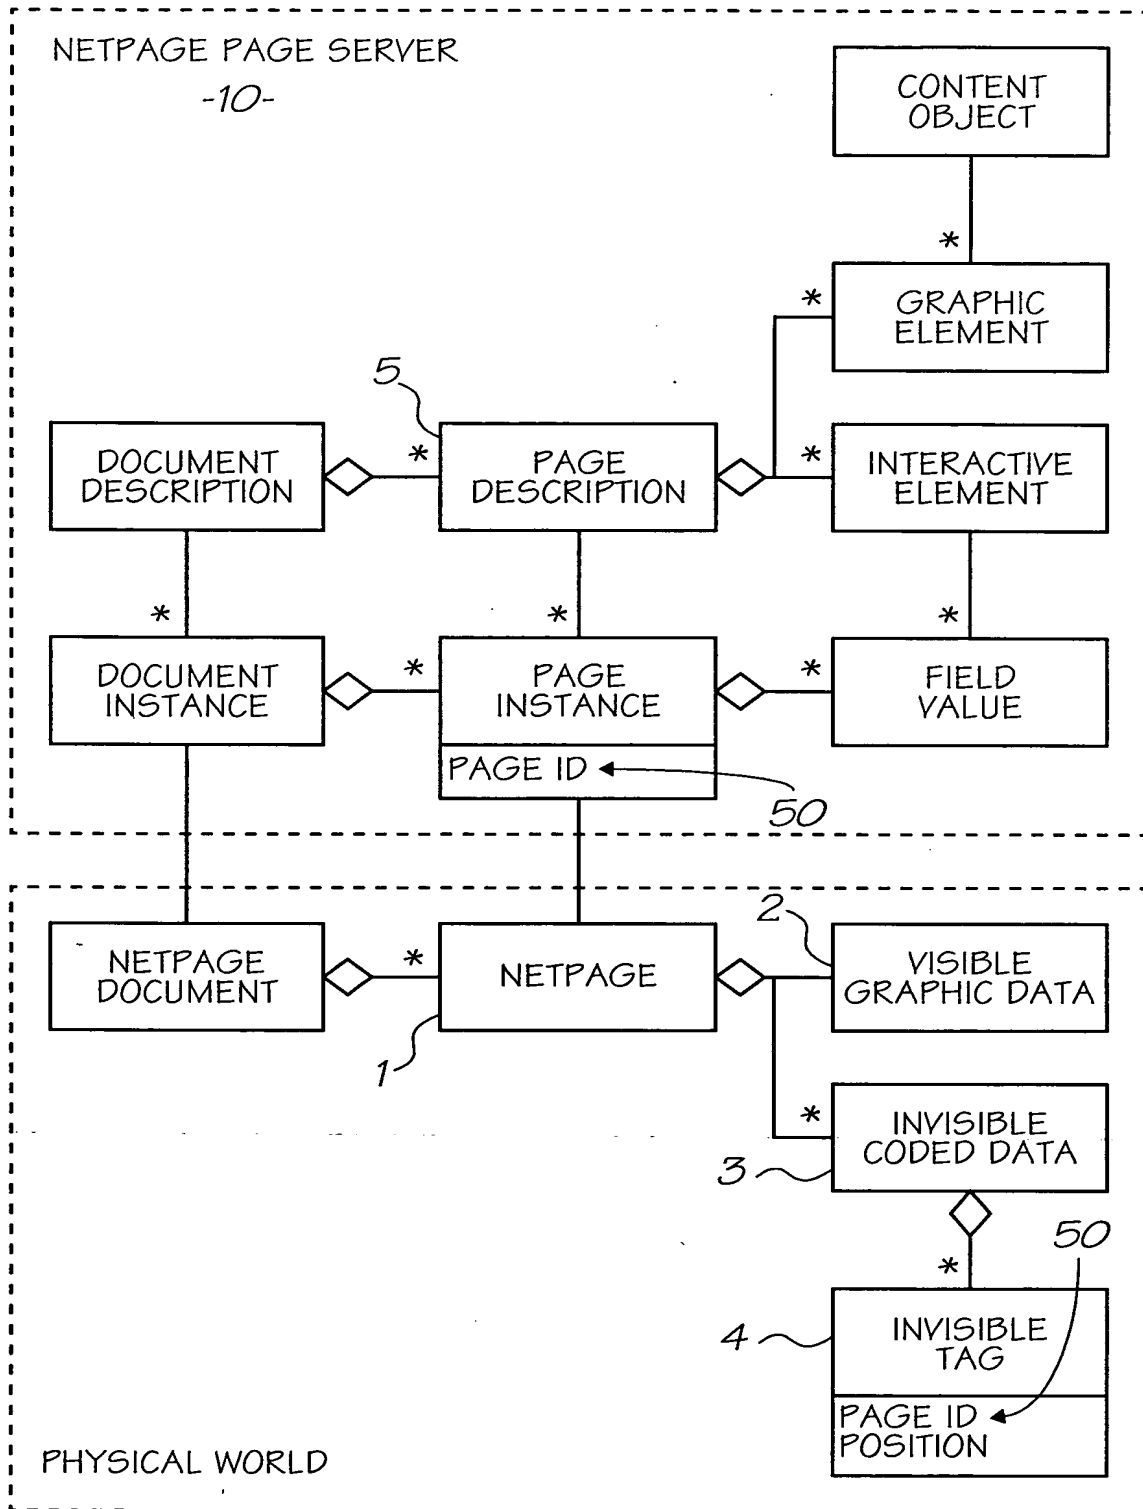 NETPAGE PAGE SERVER
-10-
CONTENT
OBJECT
*
GRAPHIC
ELEMENT
*
5
DOCUMENT
DESCRIPTION
*
PAGE
DESCRIPTION
*
INTERACTIVE
ELEMENT
*
*
*
DOCUMENT
INSTANCE
*
PAGE
INSTANCE
*
FIELD
VALUE
PAGE ID
50
2
NETPAGE
DOCUMENT
*
NETPAGE
VISIBLE
GRAPHIC DATA
1
*
INVISIBLE
CODED DATA
3
50
*
4
INVISIBLE
TAG
PAGE ID
POSITION
PHYSICAL WORLD